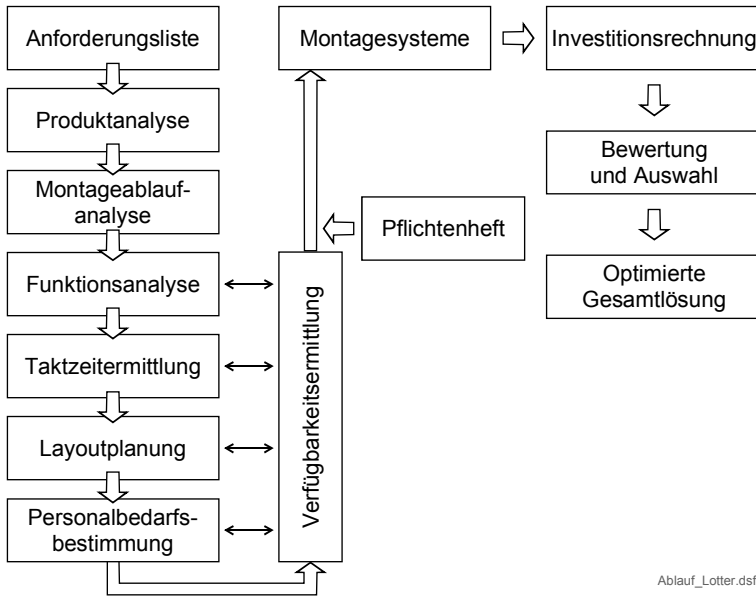 Anforderungsliste
Produktanalyse
Montageablauf-
analyse
Funktionsanalyse
Taktzeitermittlung
Layoutplanung
Personalbedarfs-
bestimmung
Verfügbarkeitsermittlung
Montagesysteme
Pflichtenheft
Investitionsrechnung
Bewertung
und Auswahl
Optimierte
Gesamtlösung
Ablauf_Lotter.dsf